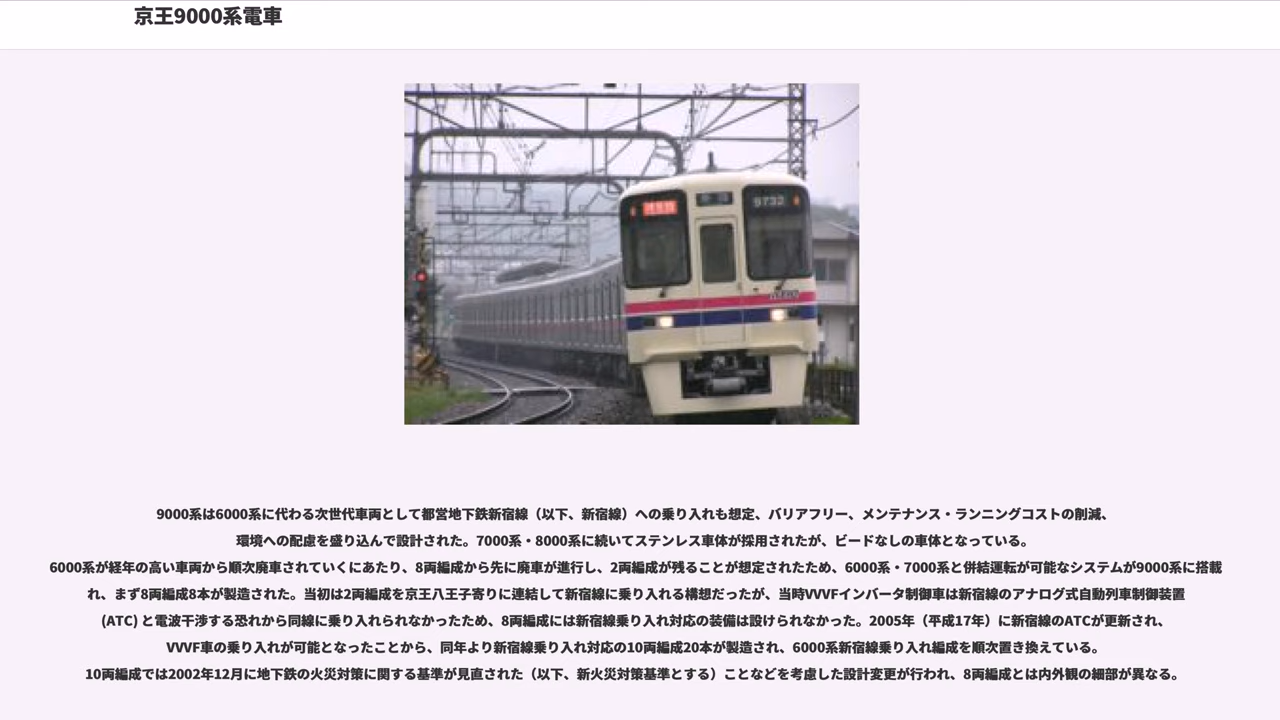 京王9000系電車
9732
9000系は6000系に代わる次世代車両として都営地下鉄新宿線（以下、新宿線）への乗り入れも想定、バリアフリー、メンテナンス・ランニングコストの削減、
環境への配慮を盛り込んで設計された。7000系・8000系に続いてステンレス車体が採用されたが、ビードなしの車体となっている。
6000系が経年の高い車両から順次廃車されていくにあたり、8両編成から先に廃車が進行し、2両編成が残ることが想定されたため、6000系・7000系と併結運転が可能なシステムが9000系に搭載
れ、まず8両編成8本が製造された。当初は2両編成を京王八王子寄りに連結して新宿線に乗り入れる構想だったが、当時VVVFインバータ制御車は新宿線のアナログ式自動列車制御装置
(ATC) と電波干渉する恐れから同線に乗り入れられなかったため、8両編成には新宿線乗り入れ対応の装備は設けられなかった。2005年（平成17年）に新宿線のATCが更新され、
VVVF車の乗り入れが可能となったことから、同年より新宿線乗り入れ対応の10両編成20本が製造され、6000系新宿線乗り入れ編成を順次置き換えている。
10両編成では2002年12月に地下鉄の火災対策に関する基準が見直された（以下、新火災対策基準とする）ことなどを考慮した設計変更が行われ、8両編成とは内外観の細部が異なる。